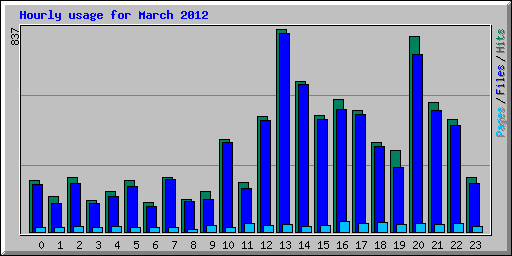 Hourly usage for March 2012
837
Pages / Files / Hits
0 1 2 3 4 5 6 7 8 9 10 11 12 13 14 15 16 17 18 19 20 21 22 23